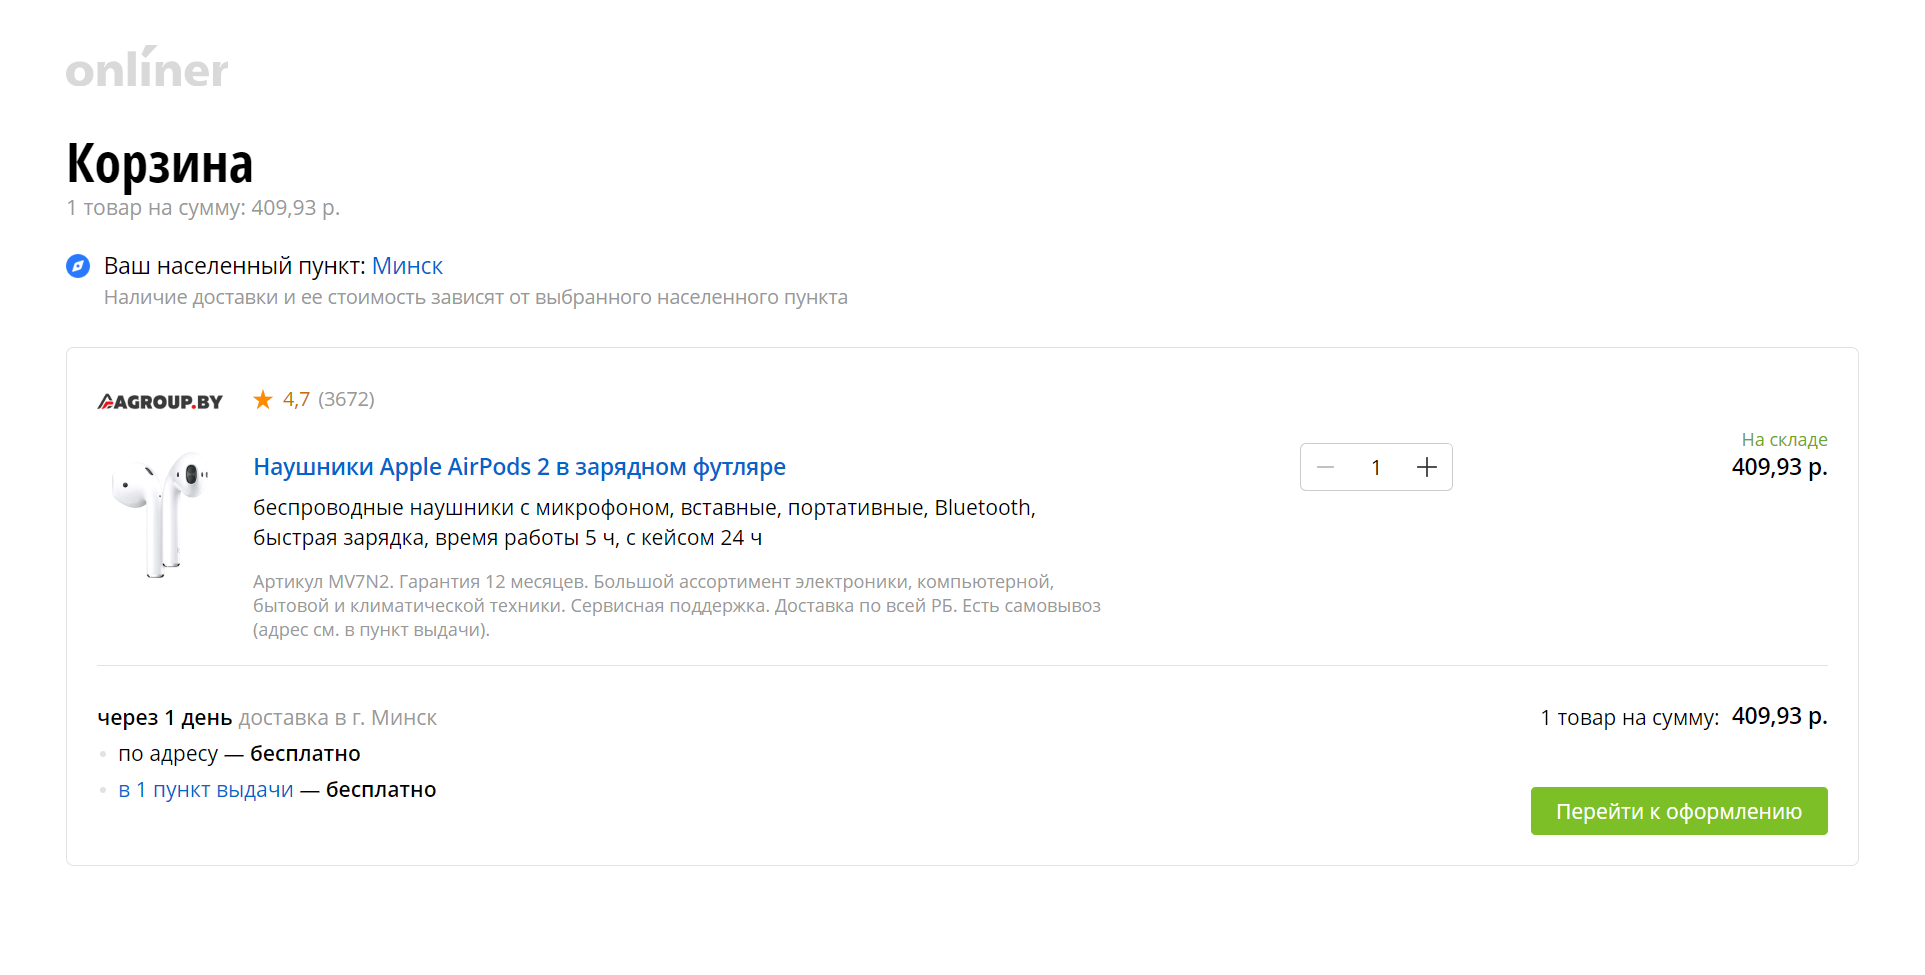 onlíner
Корзина
1 товар на сумму: 409,93 р.
Ваш населенный пункт: Минск
Наличие доставки и ее стоимость зависят от выбранного населенного пункта
AGROUP.BY 4,7 (3672)
На складе
Наушники Apple AirPods 2 в зарядном футляре
1
409,93 р.
беспроводные наушники с микрофоном, вставные, портативные, Bluetooth,
быстрая зарядка, время работы 5 ч, с кейсом 24 ч
Артикул MV7N2. Гарантия 12 месяцев. Большой ассортимент электроники, компьютерной,
бытовой и климатической техники. Сервисная поддержка. Доставка по всей РБ. Есть самовывоз
(адрес см. в пункт выдачи).
через 1 день доставка в г. Минск
по адресу — бесплатно
в 1 пункт выдачи — бесплатно
1 товар на сумму: 409,93 р.
Перейти к оформлению